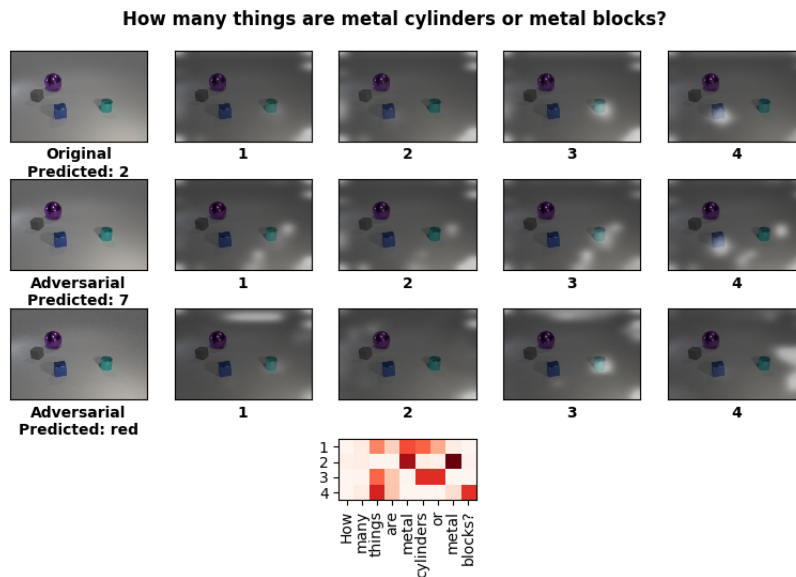 How many things are metal cylinders or metal blocks?
Original
Predicted: 2
1
2
3
4
Adversarial
Predicted: 7
1
2
3
4
Adversarial
Predicted: red
1
2
3
4
1
2
3
4
How
many
things
are
metal
cylinders
or
metal
blocks?